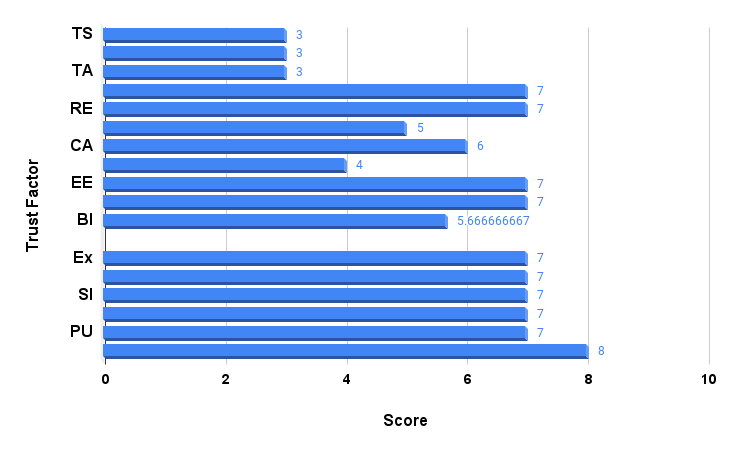 TS 3
3
TA 3
7
RE 7
5
CA 6
4
EE 7
7
BI 5.666666667
Ex 7
7
SI 7
7
PU 7
8
0 2 4 6 8 10
Score
Trust Factor